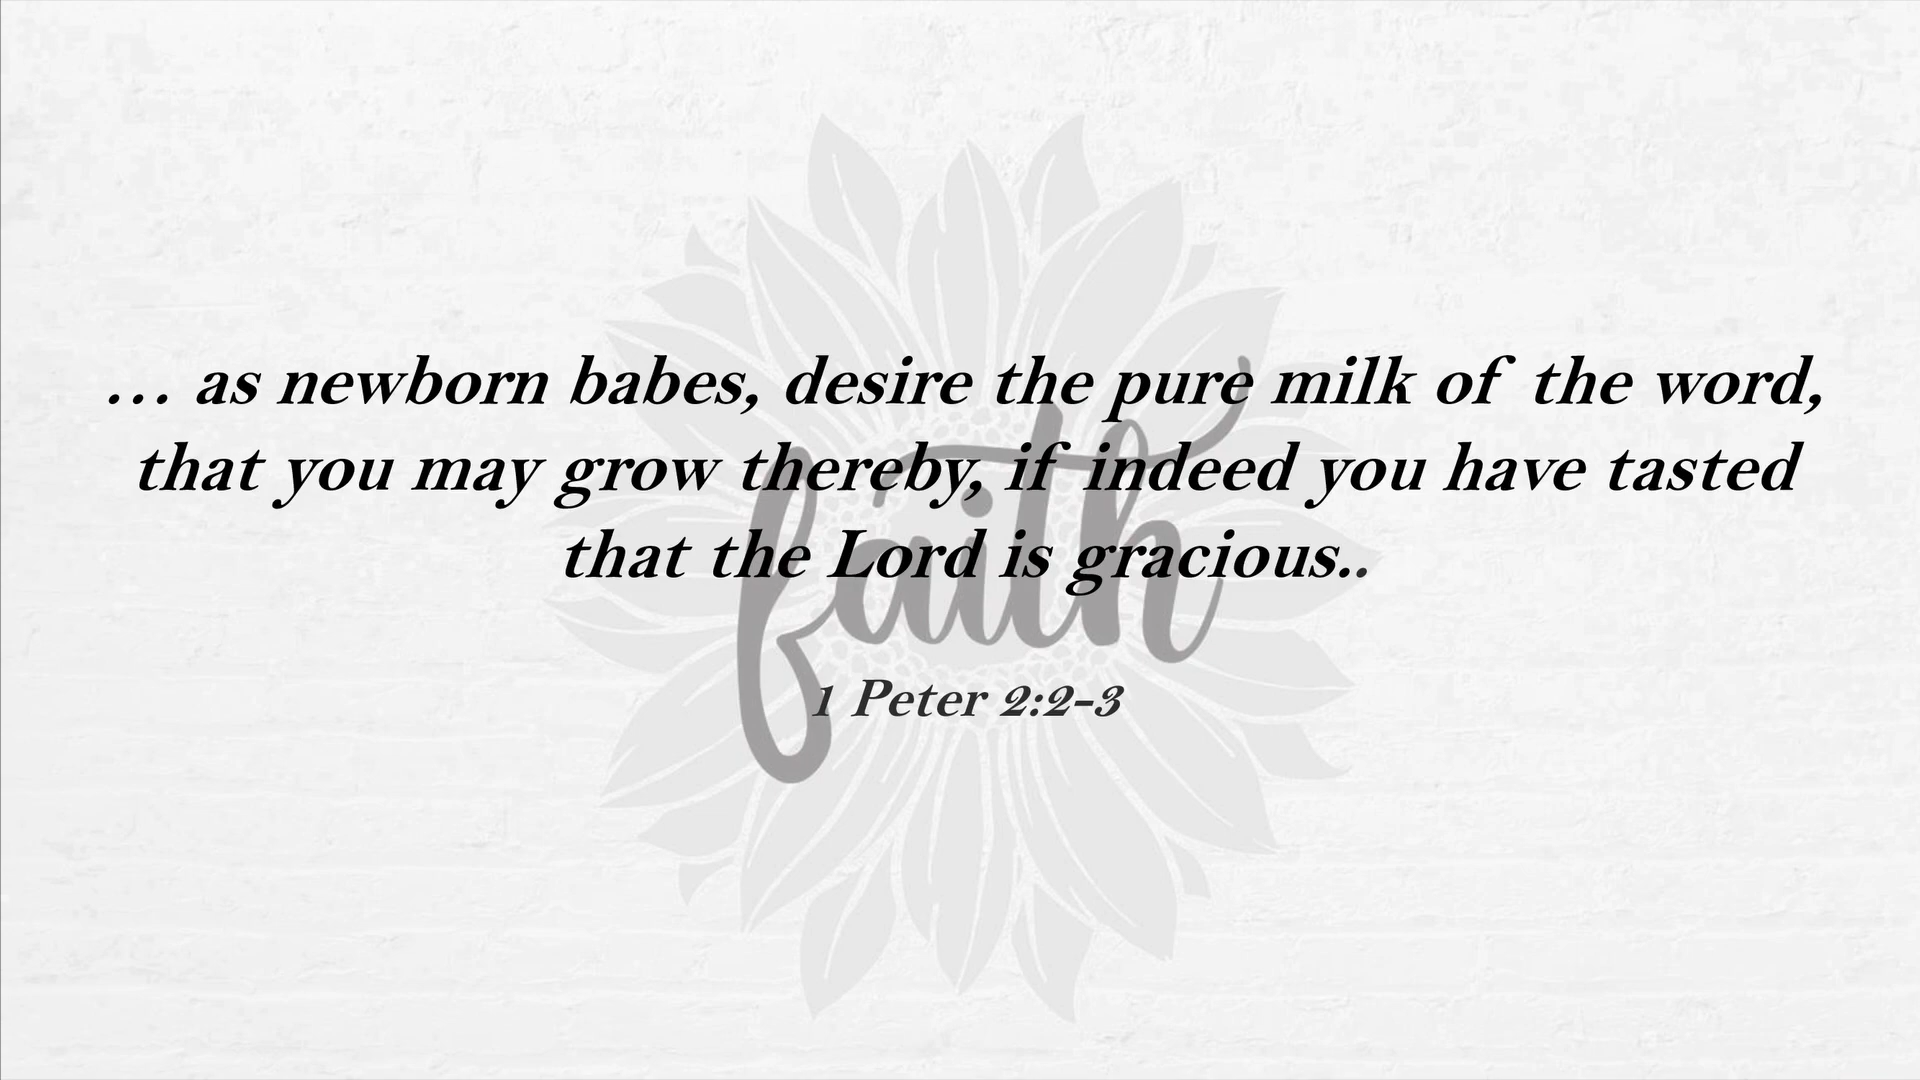 ... as newborn babes, desire the pure milk of the word,
that you may grow thereby, if indeed you have tasted
that the Lord is gracious..
faith
1 Peter 2:2-3